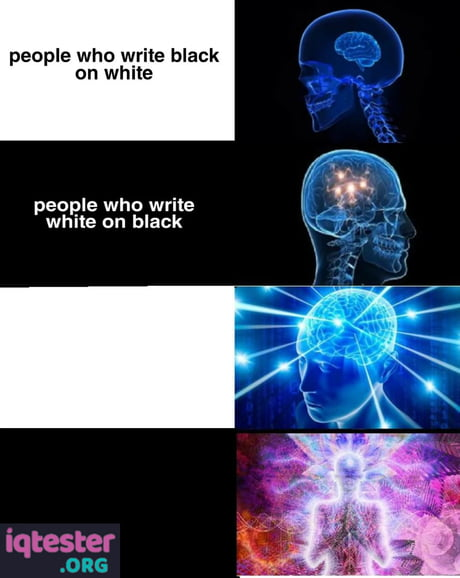 people who write black
on white
people who write
white on black
iqtester
.ORG